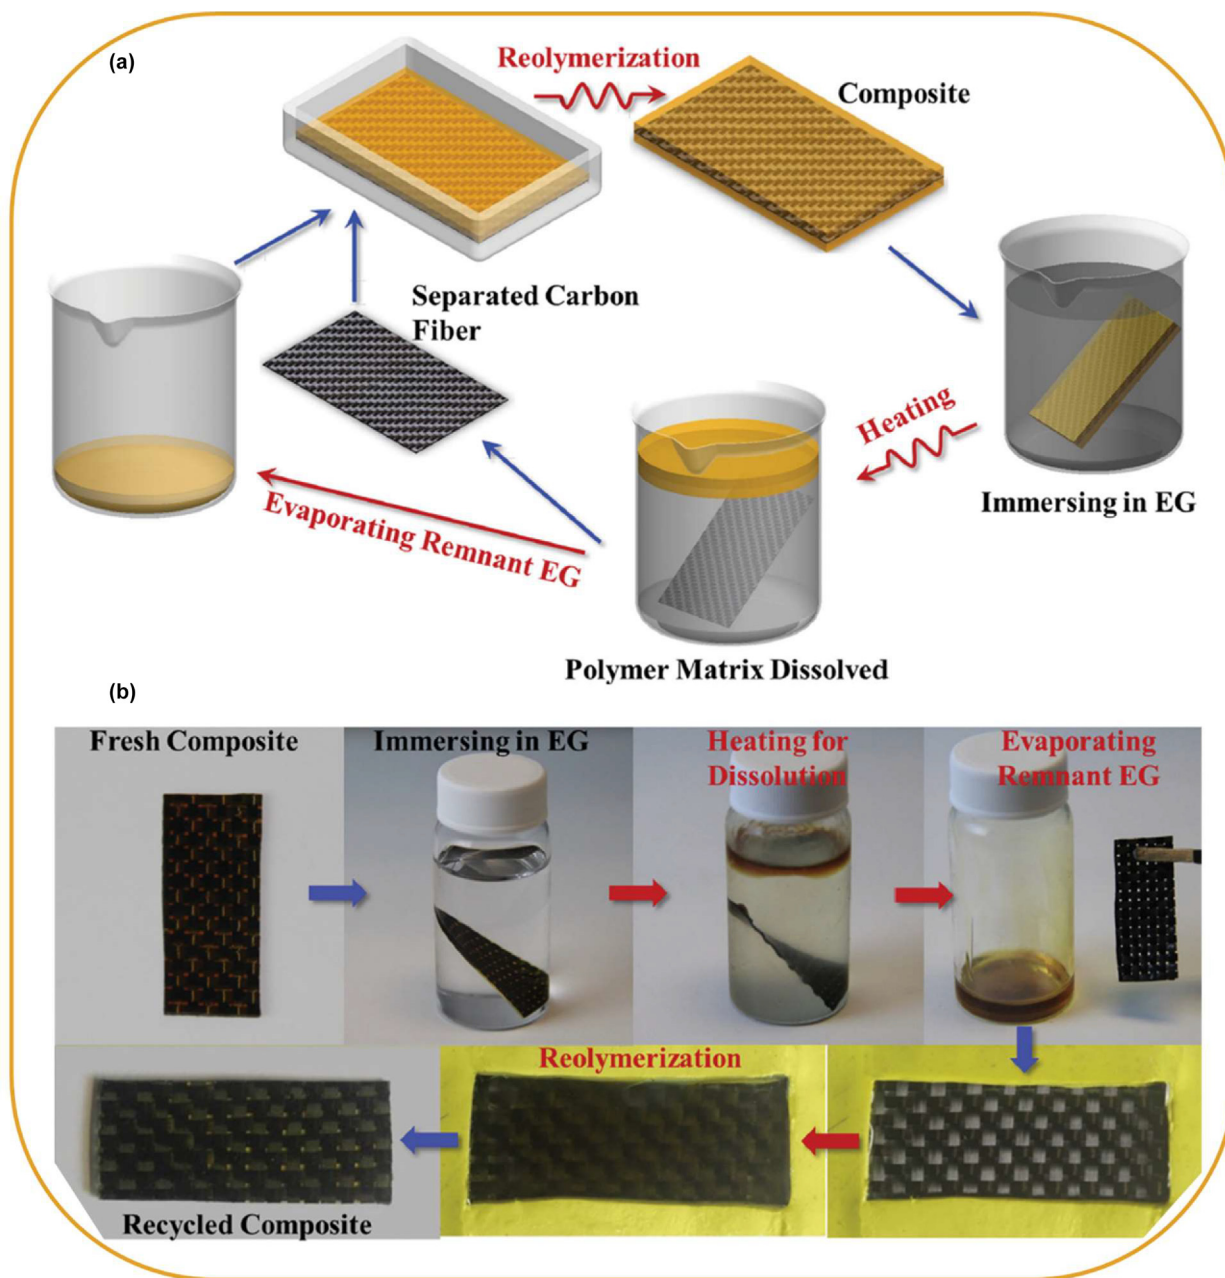 (a)
Reolymerization
Composite
Separated Carbon
Fiber
Heating
Immersing in EG
Evaporating Remnant EG
Polymer Matrix Dissolved
(b)
Fresh Composite
Immersing in EG
Heating for
Dissolution
Evaporating
Remnant EG
Reolymerization
Recycled Composite